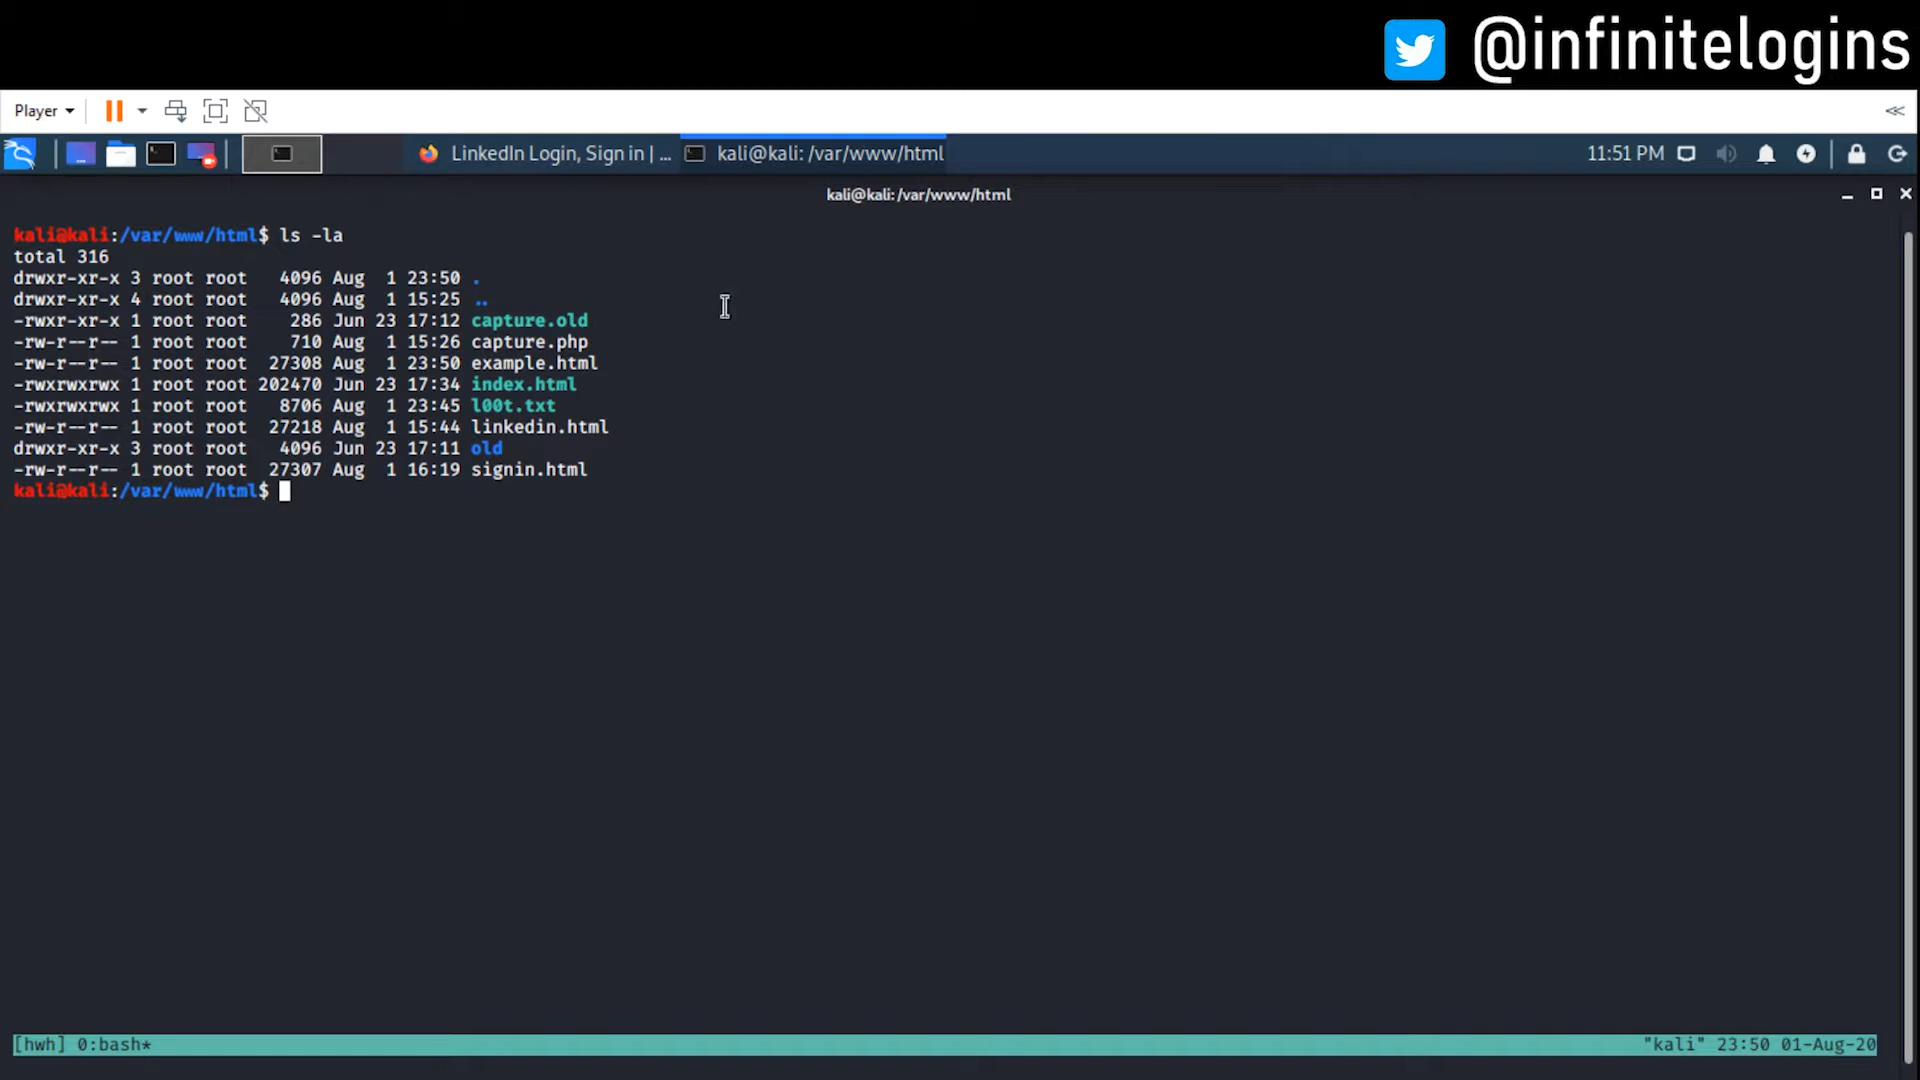 @infinitelogins
Player
LinkedIn Login, Sign in | ... kali@kali: /var/www/html 11:51 PM
kali@kali:/var/www/html
kali@kali:/var/www/html$ ls -la
total 316
drwxr-xr-x 3 root root   4096 Aug  1 23:50 .
drwxr-xr-x 4 root root   4096 Aug  1 15:25 ..
-rwxr-xr-x 1 root root    286 Jun 23 17:12 capture.old
-rw-r--r-- 1 root root    710 Aug  1 15:26 capture.php
-rw-r--r-- 1 root root  27308 Aug  1 23:50 example.html
-rwxrwxrwx 1 root root 202470 Jun 23 17:34 index.html
-rwxrwxrwx 1 root root   8706 Aug  1 23:45 l00t.txt
-rw-r--r-- 1 root root  27218 Aug  1 15:44 linkedin.html
drwxr-xr-x 3 root root   4096 Jun 23 17:11 old
-rw-r--r-- 1 root root  27307 Aug  1 16:19 signin.html
kali@kali:/var/www/html$
[hwh] 0:bash* "kali" 23:50 01-Aug-20